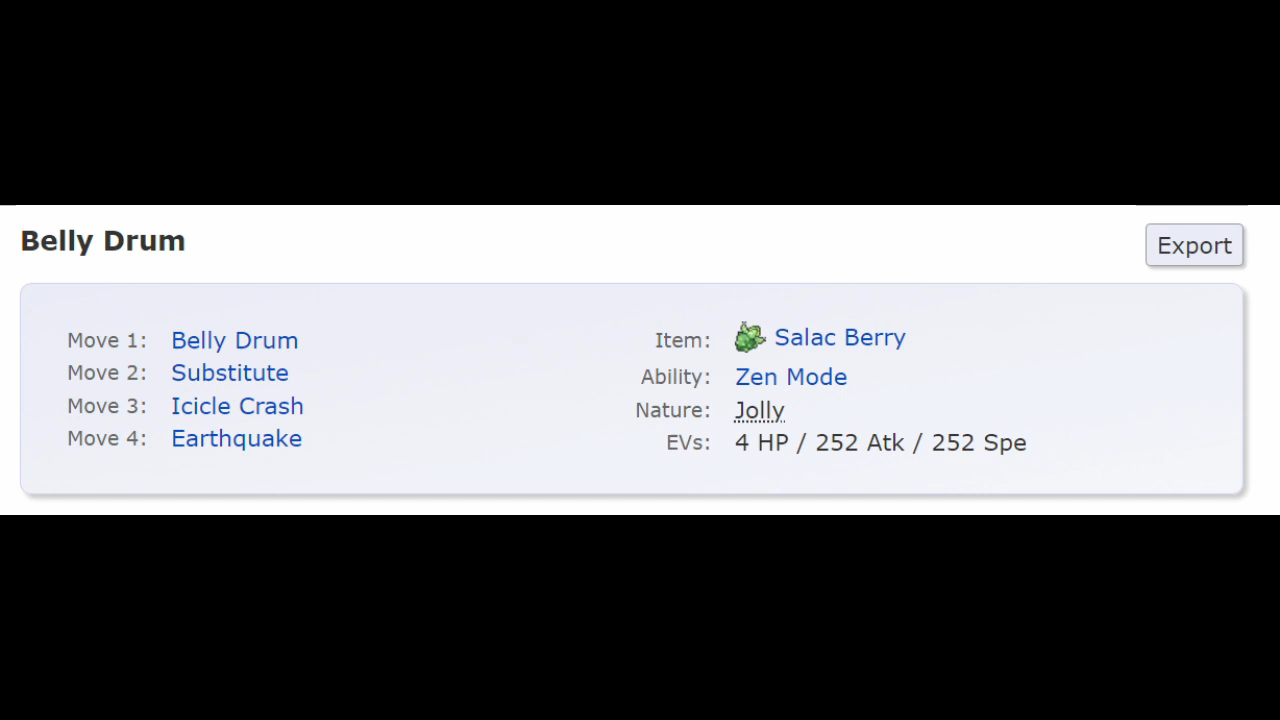 Belly Drum
Export
Move 1: Belly Drum
Move 2: Substitute
Move 3: Icicle Crash
Move 4: Earthquake
Item: Salac Berry
Ability: Zen Mode
Nature: Jolly
EVs: 4 HP / 252 Atk / 252 Spe